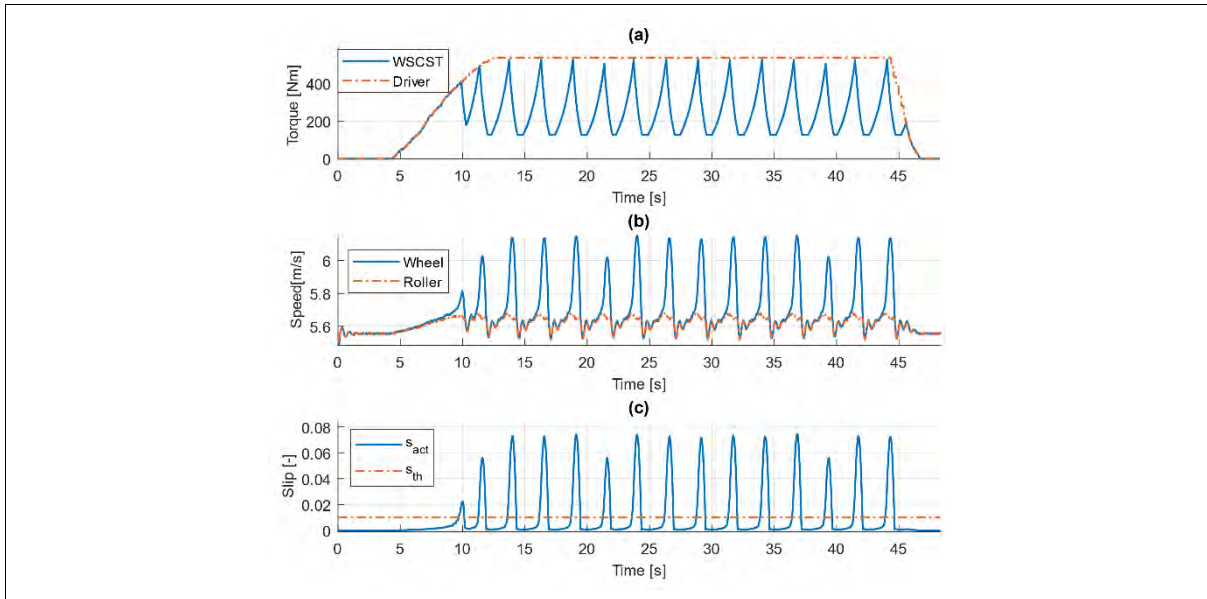 (a)
WSCST
Driver
Torque [Nm]
400
200
0
0 5 10 15 20 25 30 35 40 45
Time [s]
(b)
Wheel
Roller
Speed[m/s]
6
5.8
5.6
0 5 10 15 20 25 30 35 40 45
Time [s]
(c)
s_act
s_th
Slip [-]
0.08
0.06
0.04
0.02
0
0 5 10 15 20 25 30 35 40 45
Time [s]